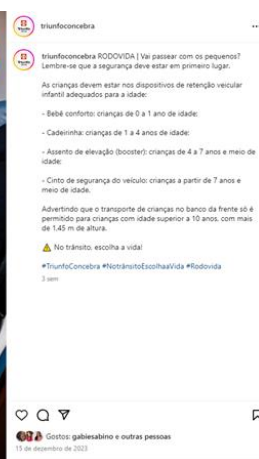 triunfoconcebra
triunfoconcebra RODOVIDA | Vai passear com os pequenos?
Lembre-se que a segurança deve estar em primeiro lugar.
As crianças devem estar nos dispositivos de retenção veicular
infantil adequados para a idade:
- Bebê conforto: crianças de 0 a 1 ano de idade;
- Cadeirinha: crianças de 1 a 4 anos de idade;
- Assento de elevação (booster): crianças de 4 a 7 anos e meio de
idade;
- Cinto de segurança do veículo: crianças a partir de 7 anos e
meio de idade.
Advertindo que o transporte de crianças no banco da frente só é
permitido para crianças com idade superior a 10 anos, com mais
de 1,45 m de altura.
⚠ No trânsito, escolha a vida!
#TriunfoConcebra #NotrânsitoEscolhaaVida #Rodovida
3 sem
Gostos: gabiesabino e outras pessoas
15 de dezembro de 2023